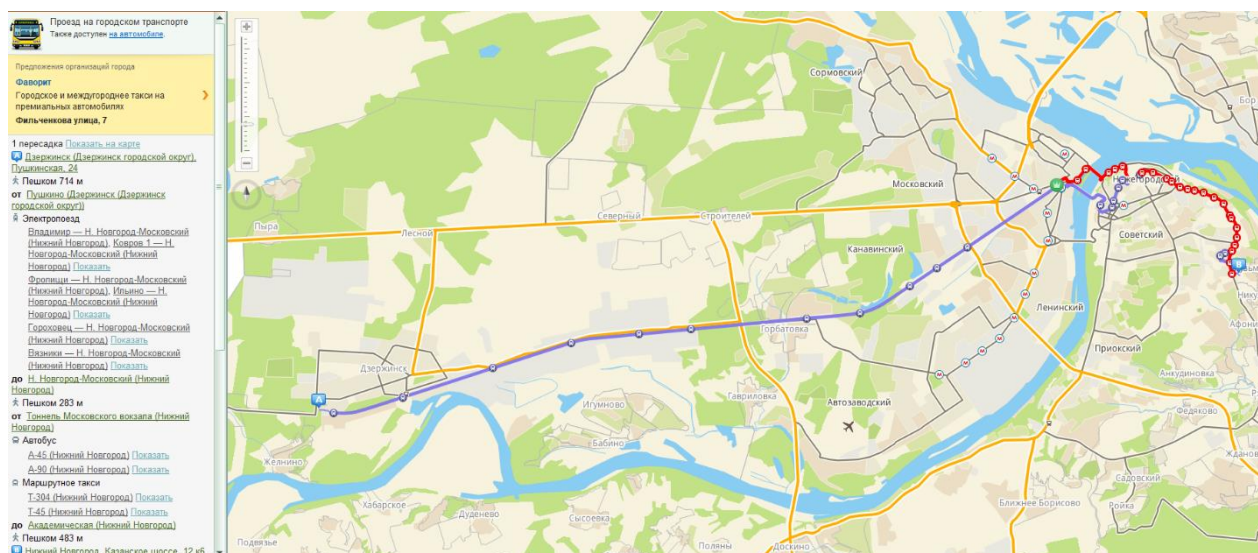 Проезд на городском транспорте
Также доступен на автомобиле.
Предложения организаций города
Фаворит
Городское и междугороднее такси на
премиальных автомобилях
Фильченкова улица, 7
1 пересадка Показать на карте
A Дзержинск (Дзержинск городской округ),
Пушкинская, 24
Пешком 714 м
от Пушкино (Дзержинск (Дзержинск
городской округ))
Электропоезд
Владимир — Н. Новгород-Московский
(Нижний Новгород), Ковров 1 — Н.
Новгород-Московский (Нижний
Новгород) Показать
Фролищи — Н. Новгород-Московский
(Нижний Новгород), Ильино — Н.
Новгород-Московский (Нижний
Новгород) Показать
Гороховец — Н. Новгород-Московский
(Нижний Новгород) Показать
Вязники — Н. Новгород-Московский
(Нижний Новгород) Показать
до Н. Новгород-Московский (Нижний
Новгород)
Пешком 283 м
от Тоннель Московского вокзала (Нижний
Новгород)
Автобус
А-45 (Нижний Новгород) Показать
А-90 (Нижний Новгород) Показать
Маршрутное такси
Т-304 (Нижний Новгород) Показать
Т-45 (Нижний Новгород) Показать
до Академическая (Нижний Новгород)
Пешком 483 м
Нижний Новгород, Казанское шоссе, 12 к6
Сормовский
Бор
Московский
Нижегородский
Северный
Строителей
Пыра
Лесной
Советский
Канавинский
B
Ленинский
Горбатовка
Приокский
Дзержинск
Анкудиновка
A
Игумново
Гавриловка
Автозаводский
Федяково
Бабино
Желнино
Садовский
Хабарское
Ближнее Борисово
Ройка
Дуденево
Сысоевка
Подвязье
Поляны
Доскино